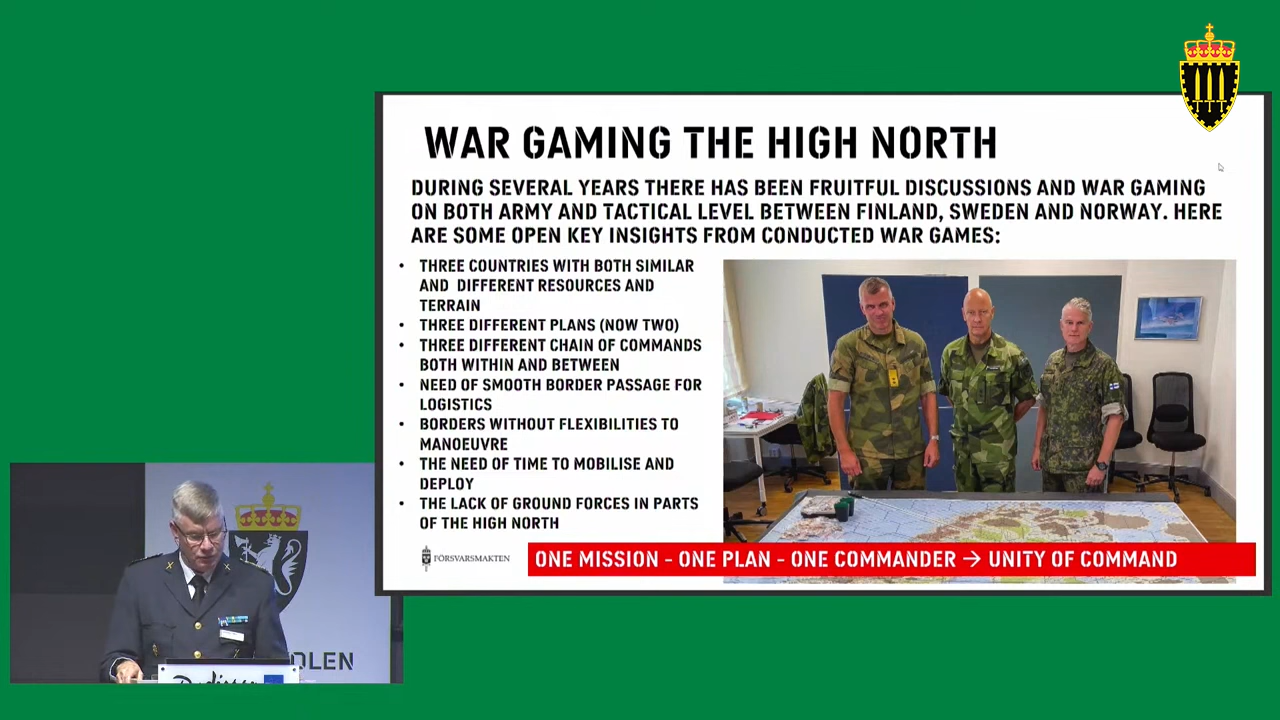 WAR GAMING THE HIGH NORTH
DURING SEVERAL YEARS THERE HAS BEEN FRUITFUL DISCUSSIONS AND WAR GAMING
ON BOTH ARMY AND TACTICAL LEVEL BETWEEN FINLAND, SWEDEN AND NORWAY. HERE
ARE SOME OPEN KEY INSIGHTS FROM CONDUCTED WAR GAMES:
• THREE COUNTRIES WITH BOTH SIMILAR
AND DIFFERENT RESOURCES AND
TERRAIN
• THREE DIFFERENT PLANS (NOW TWO)
• THREE DIFFERENT CHAIN OF COMMANDS
BOTH WITHIN AND BETWEEN
• NEED OF SMOOTH BORDER PASSAGE FOR
LOGISTICS
• BORDERS WITHOUT FLEXIBILITIES TO
MANOEUVRE
• THE NEED OF TIME TO MOBILISE AND
DEPLOY
• THE LACK OF GROUND FORCES IN PARTS
OF THE HIGH NORTH
FÖRSVARSMAKTEN
ONE MISSION - ONE PLAN - ONE COMMANDER → UNITY OF COMMAND
OLEN